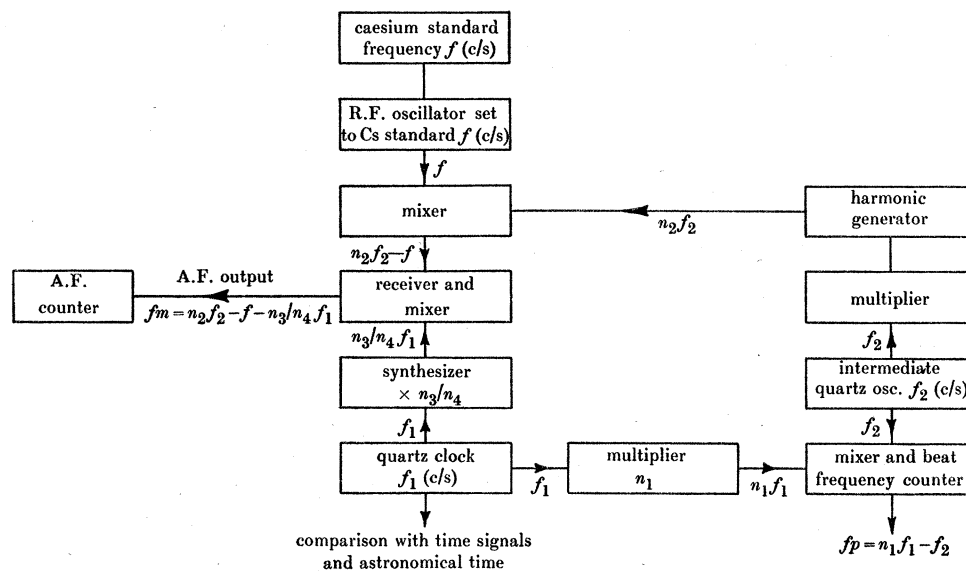 caesium standard
frequency f (c/s)
R.F. oscillator set
to Cs standard f (c/s)
f
mixer
n₂f₂
harmonic
generator
n₂f₂—f
A.F.
counter
A.F. output
fm=n₂f₂—f—n₃/n₄ f₁
receiver and
mixer
multiplier
n₃/n₄ f₁
f₂
synthesizer
× n₃/n₄
intermediate
quartz osc. f₂ (c/s)
f₁
f₂
quartz clock
f₁ (c/s)
f₁
multiplier
n₁
n₁f₁
mixer and beat
frequency counter
comparison with time signals
and astronomical time
fp=n₁f₁—f₂